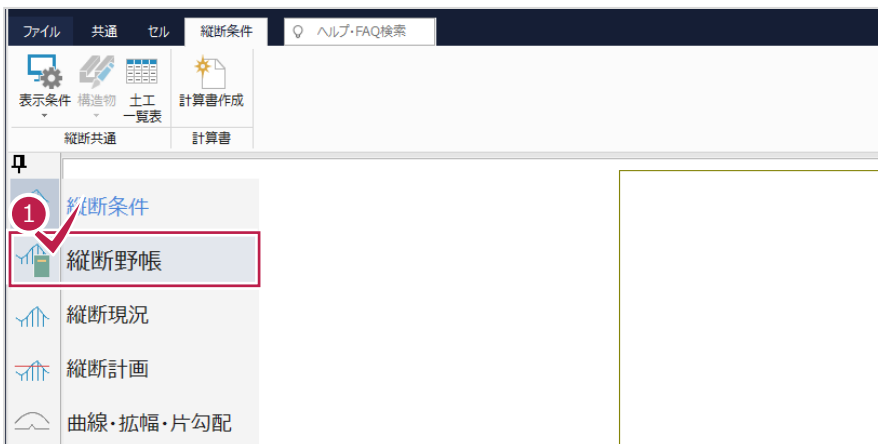 ファイル 共通 セル 縦断条件 ヘルプ・FAQ検索
表示条件 構造物 土工 一覧表 計算書作成
縦断共通 計算書
縦断条件
1
縦断野帳
縦断現況
縦断計画
曲線・拡幅・片勾配